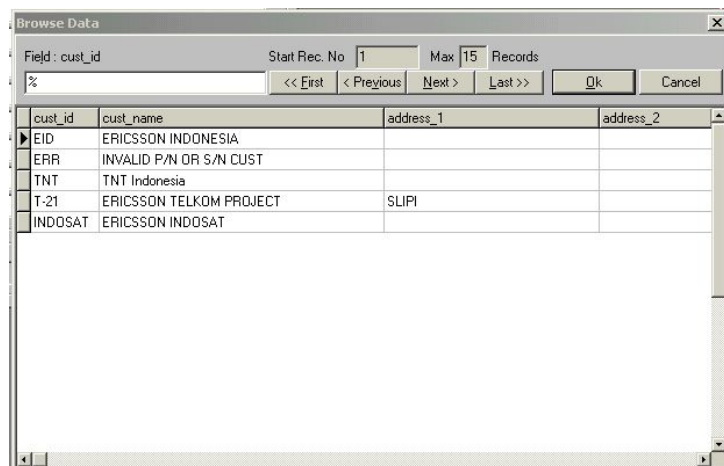 Browse Data
Field : cust_id Start Rec. No 1 Max 15 Records
% << First < Previous Next > Last >> Ok Cancel
cust_id cust_name address_1 address_2
EID ERICSSON INDONESIA
ERR INVALID P/N OR S/N CUST
TNT TNT Indonesia
T-21 ERICSSON TELKOM PROJECT SLIPI
INDOSAT ERICSSON INDOSAT